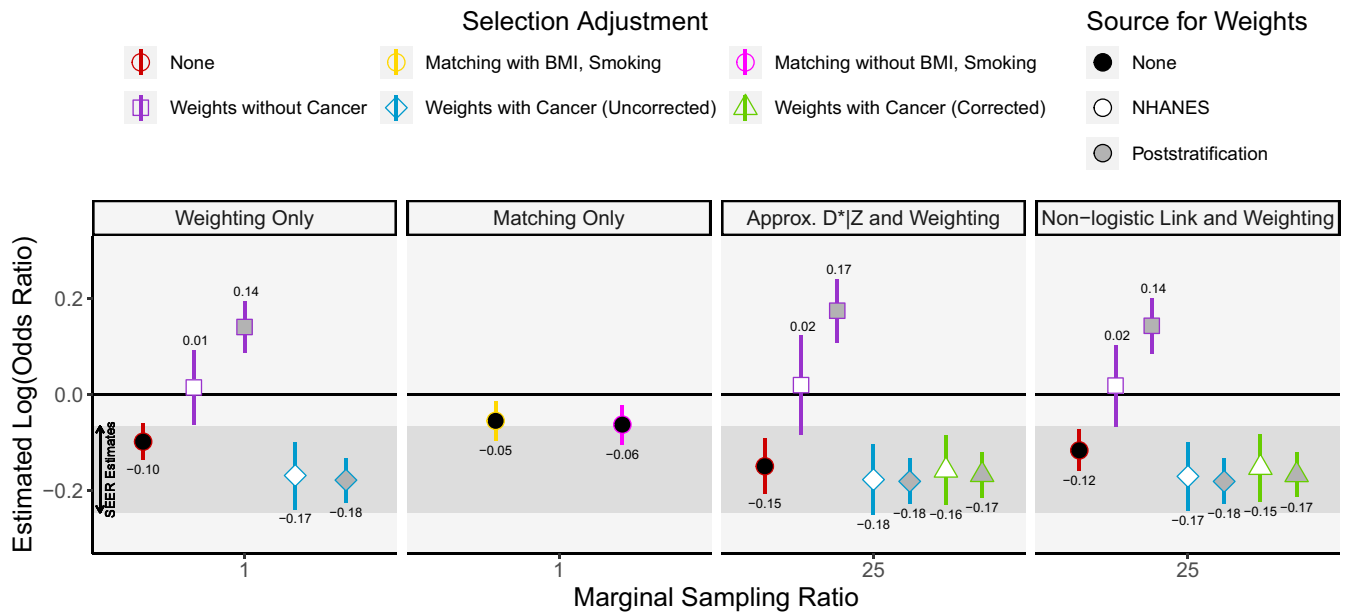 Selection Adjustment
Source for Weights
None
Matching with BMI, Smoking
Matching without BMI, Smoking
None
Weights without Cancer
Weights with Cancer (Uncorrected)
Weights with Cancer (Corrected)
NHANES
Poststratification
Weighting Only
Matching Only
Approx. D*|Z and Weighting
Non−logistic Link and Weighting
Estimated Log(Odds Ratio)
0.2
0.0
−0.2
SEER Estimates
−0.10
0.01
0.14
−0.17
−0.18
−0.05
−0.06
−0.15
0.02
0.17
−0.18
−0.18
−0.16
−0.17
−0.12
0.02
0.14
−0.17
−0.18
−0.15
−0.17
1
1
25
25
Marginal Sampling Ratio